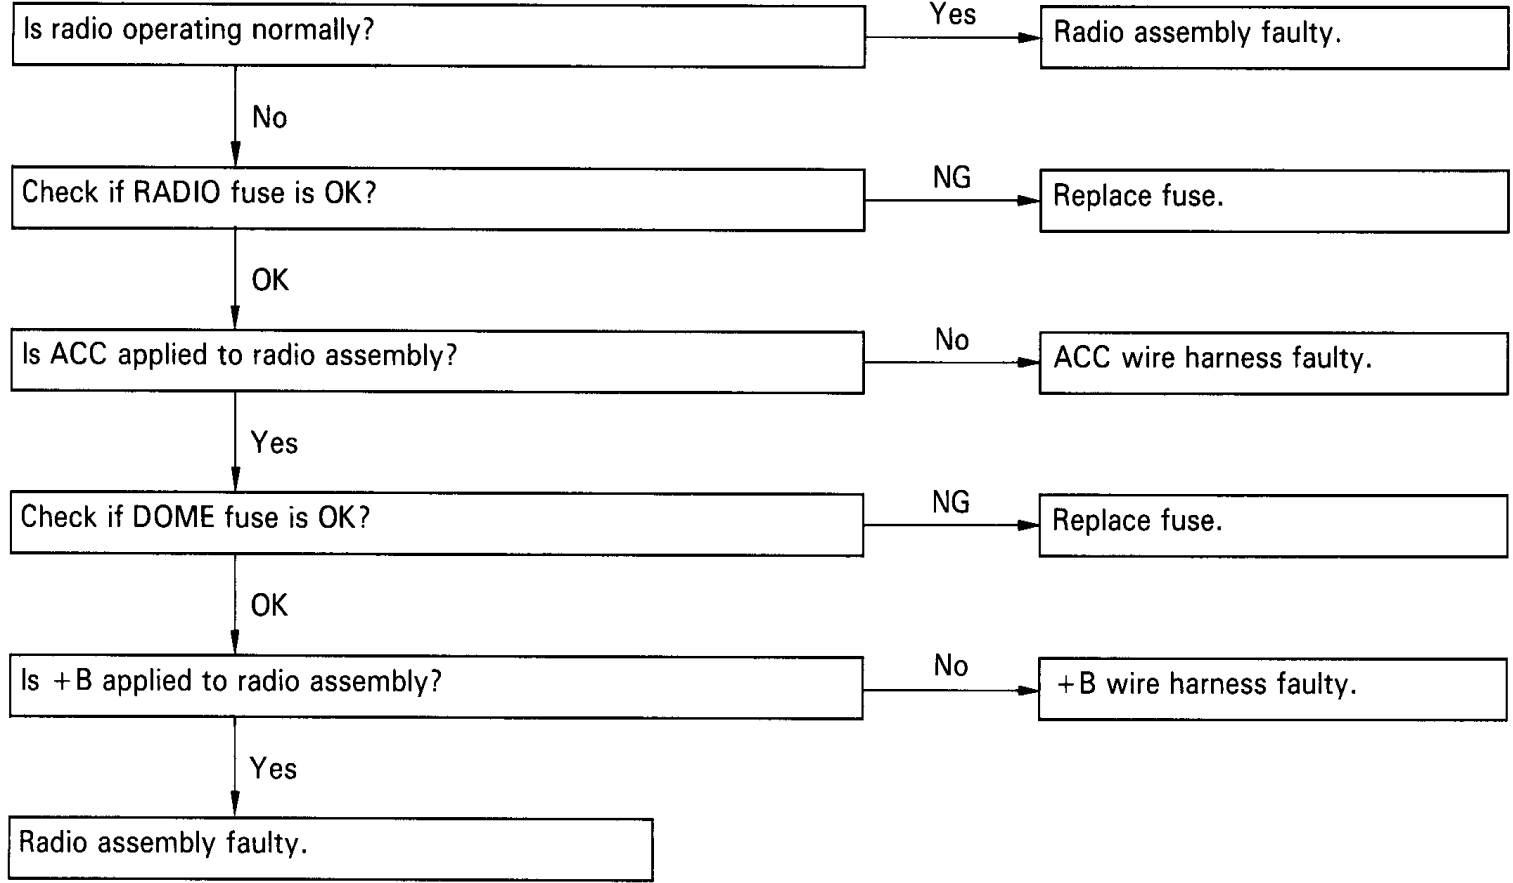 Is radio operating normally?
Yes
Radio assembly faulty.
No
Check if RADIO fuse is OK?
NG
Replace fuse.
OK
Is ACC applied to radio assembly?
No
ACC wire harness faulty.
Yes
Check if DOME fuse is OK?
NG
Replace fuse.
OK
Is +B applied to radio assembly?
No
+B wire harness faulty.
Yes
Radio assembly faulty.